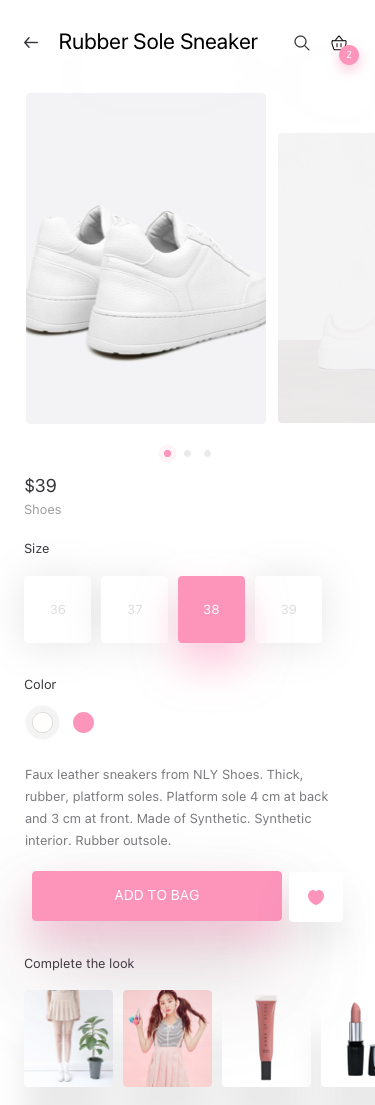 Rubber Sole Sneaker
2
$39
Shoes
Size
36 37 38 39
Color
Faux leather sneakers from NLY Shoes. Thick,
rubber, platform soles. Platform sole 4 cm at back
and 3 cm at front. Made of Synthetic. Synthetic
interior. Rubber outsole.
ADD TO BAG
Complete the look